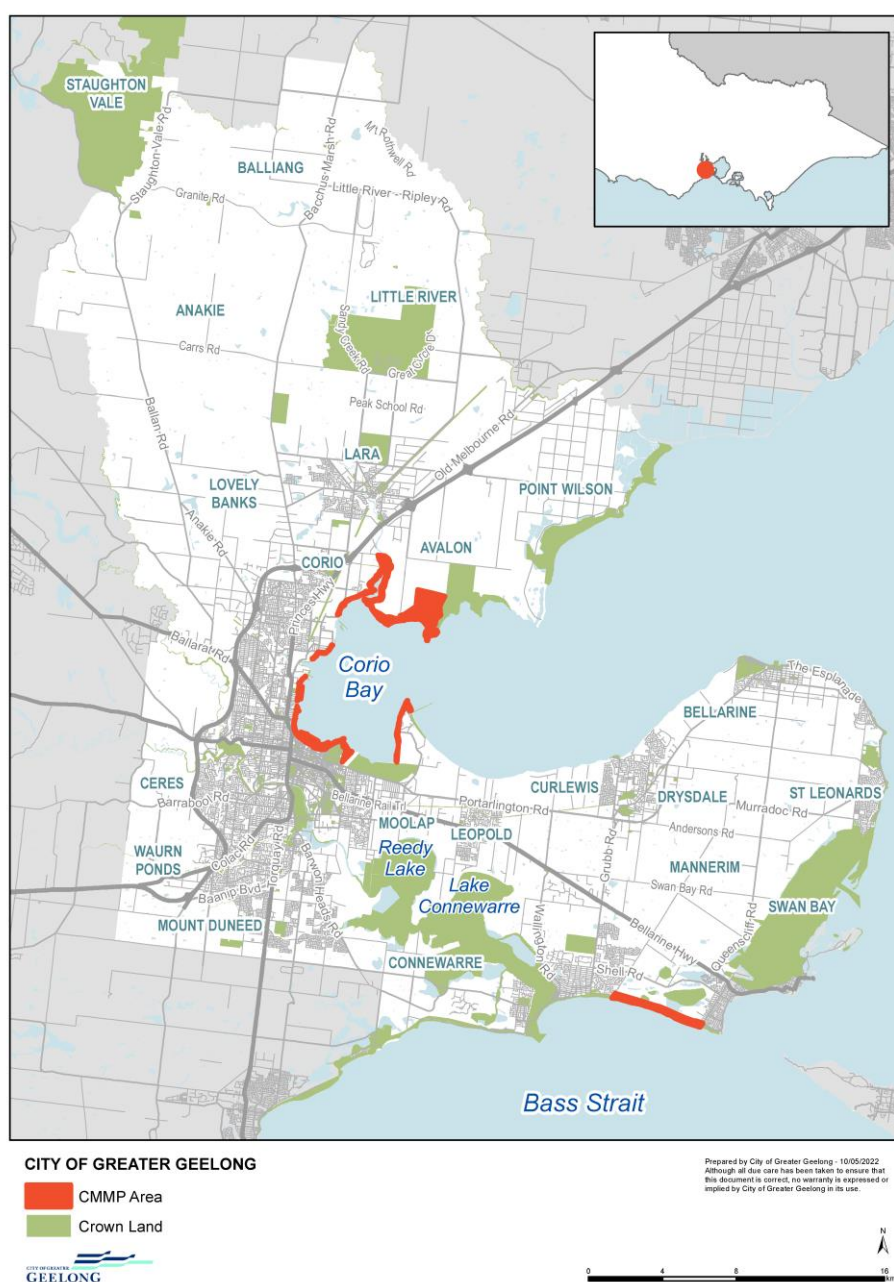 STAUGHTON
VALE
Staughton Vale Rd
BALLIANG
Bacchus Marsh Rd
Mt Rothwell Rd
Granite Rd
Little River - Ripley Rd
ANAKIE
LITTLE RIVER
Sandy Creek Rd
Great Circle Dr
Carrs Rd
Ballan Rd
Peak School Rd
Old Melbourne Rd
LARA
LOVELY
BANKS
POINT WILSON
Anakie Rd
AVALON
CORIO
Princes Hwy
Ballarat Rd
Corio
Bay
The Esplanade
BELLARINE
CERES
Barrabool Rd
Bellarine Rail Trl
Portarlington Rd
CURLEWIS
DRYSDALE
Murradoc Rd
ST LEONARDS
MOOLAP
LEOPOLD
Andersons Rd
Grubb Rd
WAURN
PONDS
Colac Rd
Torquay Rd
Barwon Heads Rd
Reedy
Lake
MANNERIM
Baanip Bvd
Lake
Connewarre
Swan Bay Rd
SWAN BAY
MOUNT DUNEED
Wallington Rd
Bellarine Hwy
Queenscliff Rd
CONNEWARRE
Shell Rd
Bass Strait
CITY OF GREATER GEELONG
CMMP Area
Crown Land
CITY OF GREATER
GEELONG
Prepared by City of Greater Geelong - 10/05/2022
Although all due care has been taken to ensure that
this document is correct, no warranty is expressed or
implied by City of Greater Geelong in its use.
N
0 4 8 16